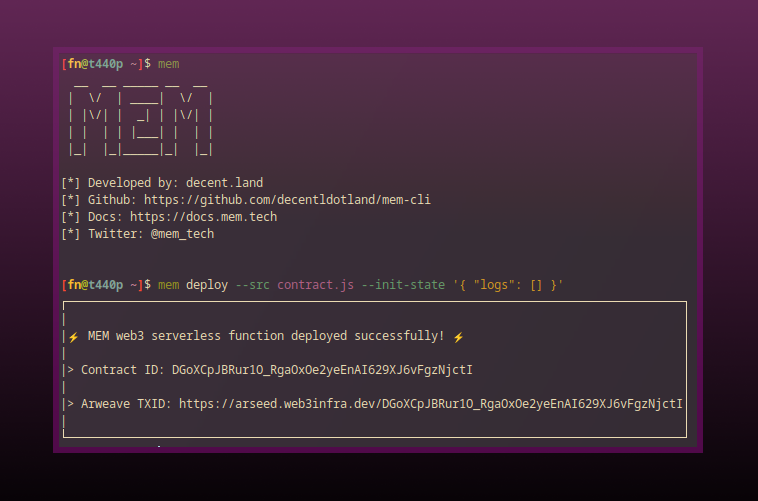 [fn@t440p ~]$ mem
MEM
[*] Developed by: decent.land
[*] Github: https://github.com/decentldotland/mem-cli
[*] Docs: https://docs.mem.tech
[*] Twitter: @mem_tech
[fn@t440p ~]$ mem deploy --src contract.js --init-state '{ "logs": [] }'
⚡ MEM web3 serverless function deployed successfully! ⚡
> Contract ID: DGoXCpJBRur1O_RgaOxOe2yeEnAI629XJ6vFgzNjctI
> Arweave TXID: https://arseed.web3infra.dev/DGoXCpJBRur1O_RgaOxOe2yeEnAI629XJ6vFgzNjctI